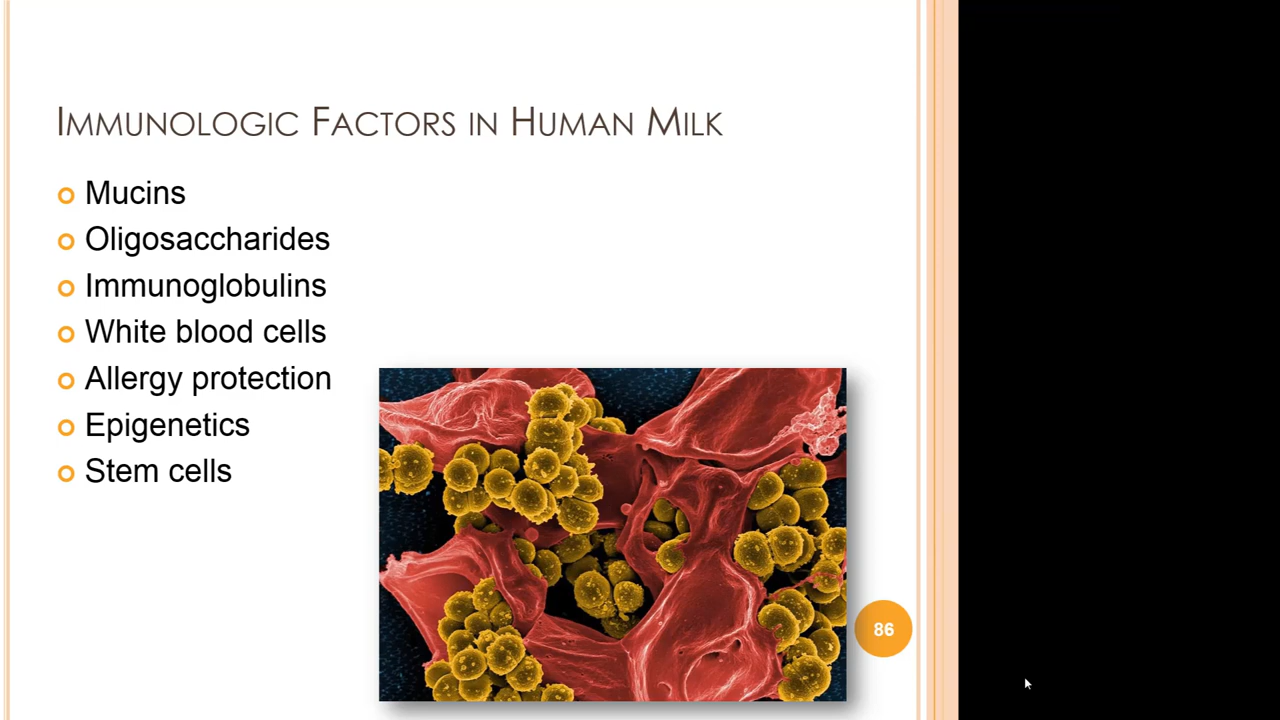 Immunologic Factors in Human Milk
Mucins
Oligosaccharides
Immunoglobulins
White blood cells
Allergy protection
Epigenetics
Stem cells
86